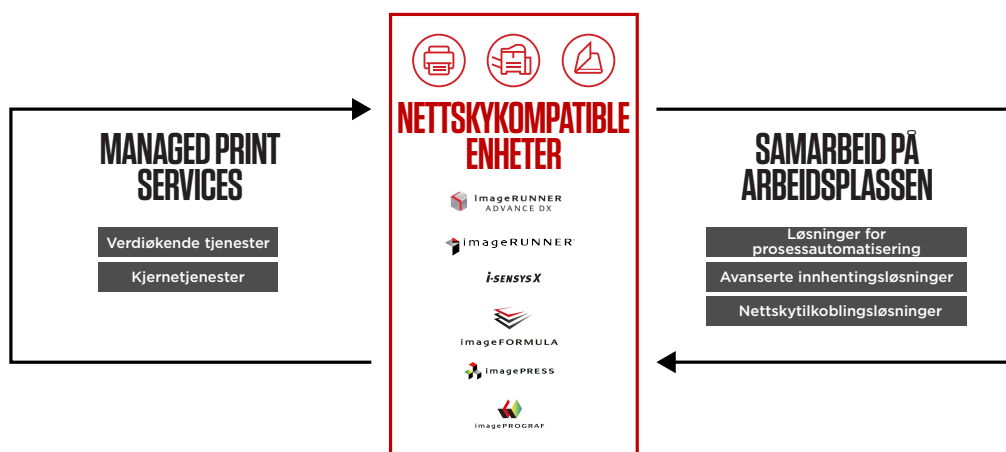 MANAGED PRINT
SERVICES
Verdiøkende tjenester
Kjernetjenester
NETTSKYKOMPATIBLE
ENHETER
imageRUNNER
ADVANCE DX
imageRUNNER
i-SENSYS X
imageFORMULA
imagePRESS
imagePROGRAF
SAMARBEID PÅ
ARBEIDSPLASSEN
Løsninger for
prosessautomatisering
Avanserte innhentingsløsninger
Nettskytilkoblingsløsninger